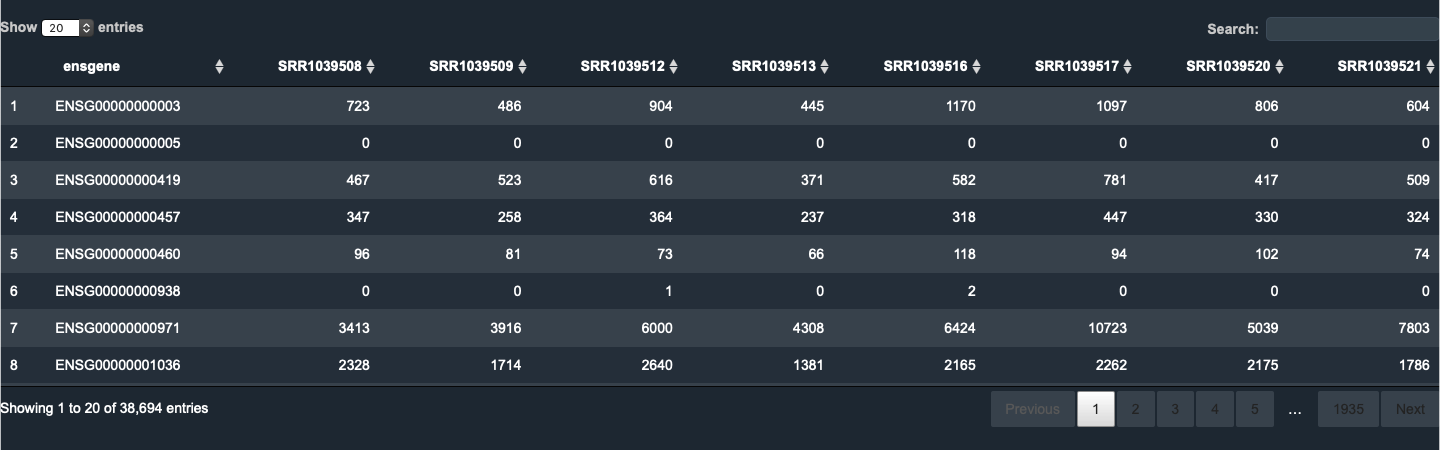 Show 20 entries Search:
ensgene SRR1039508 SRR1039509 SRR1039512 SRR1039513 SRR1039516 SRR1039517 SRR1039520 SRR1039521
1 ENSG00000000003 723 486 904 445 1170 1097 806 604
2 ENSG00000000005 0 0 0 0 0 0 0 0
3 ENSG00000000419 467 523 616 371 582 781 417 509
4 ENSG00000000457 347 258 364 237 318 447 330 324
5 ENSG00000000460 96 81 73 66 118 94 102 74
6 ENSG00000000938 0 0 1 0 2 0 0 0
7 ENSG00000000971 3413 3916 6000 4308 6424 10723 5039 7803
8 ENSG00000001036 2328 1714 2640 1381 2165 2262 2175 1786
Showing 1 to 20 of 38,694 entries Previous 1 2 3 4 5 … 1935 Next